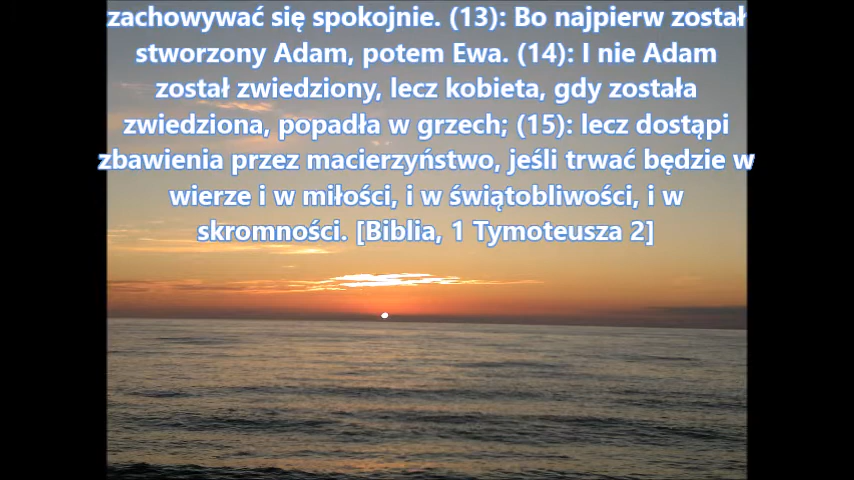 zachowywać się spokojnie. (13): Bo najpierw został
stworzony Adam, potem Ewa. (14): I nie Adam
został zwiedziony, lecz kobieta, gdy została
zwiedziona, popadła w grzech; (15): lecz dostąpi
zbawienia przez macierzyństwo, jeśli trwać będzie w
wierze i w miłości, i w świątobliwości, i w
skromności. [Biblia, 1 Tymoteusza 2]